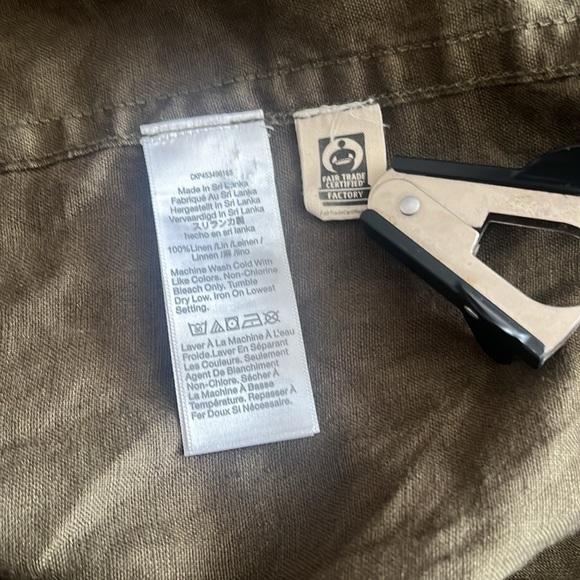 CKP453496165
Made in Sri Lanka
Fabriqué Au Sri Lanka
Hergestellt in Sri Lanka
Vervaardigd In Sri Lanka
スリランカ製
hecho en sri lanka
100%Linen /Lin /Leinen /
Linnen /麻 /lino
Machine Wash Cold With
Like Colors. Non-Chlorine
Bleach Only. Tumble
Dry Low. Iron On Lowest
Setting.
Laver À La Machine À L'eau
Froide.Laver En Séparant
Les Couleurs. Seulement
Agent De Blanchiment
Non-Chlore. Sécher À
La Machine À Basse
Température. Repasser À
Fer Doux Si Nécessaire.
FAIR TRADE
CERTIFIED
FACTORY